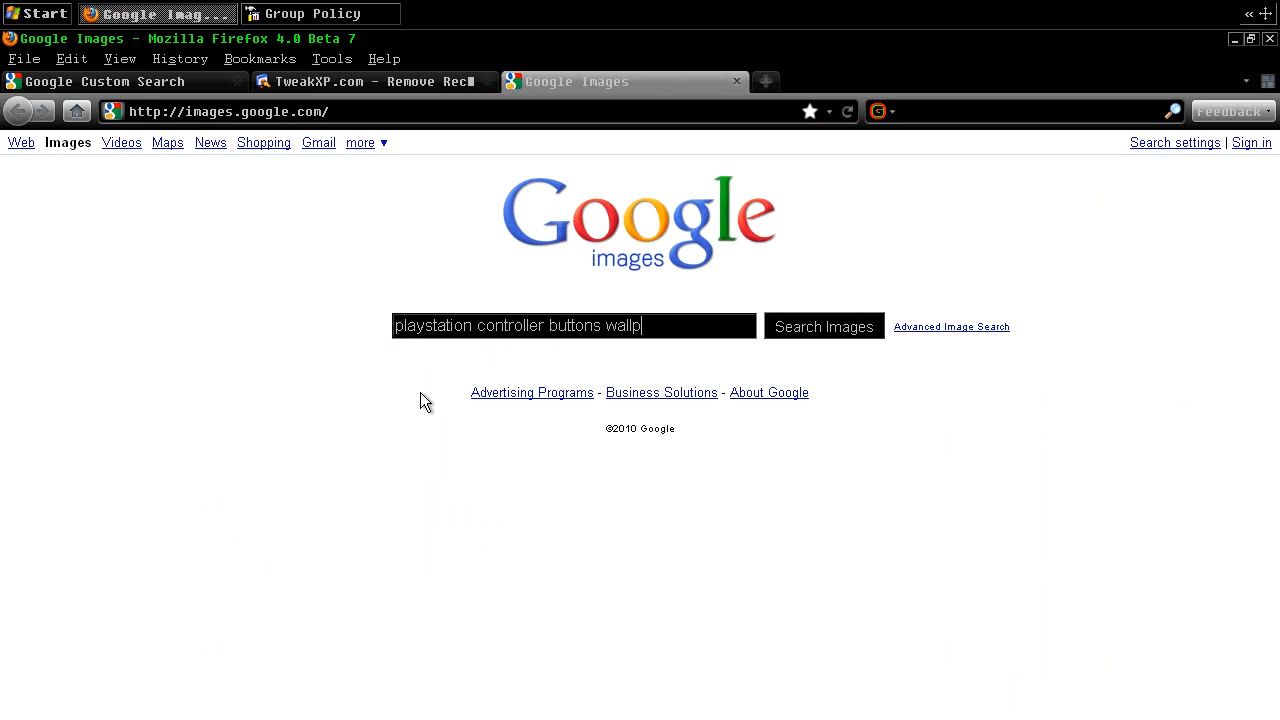 Start Google Imag... Group Policy «
Google Images - Mozilla Firefox 4.0 Beta 7
File Edit View History Bookmarks Tools Help
Google Custom Search TweakXP.com - Remove Rec Google Images
http://images.google.com/ Feedback
Web Images Videos Maps News Shopping Gmail more ▼ Search settings | Sign in
Google
images
playstation controller buttons wallp Search Images Advanced Image Search
Advertising Programs - Business Solutions - About Google
©2010 Google